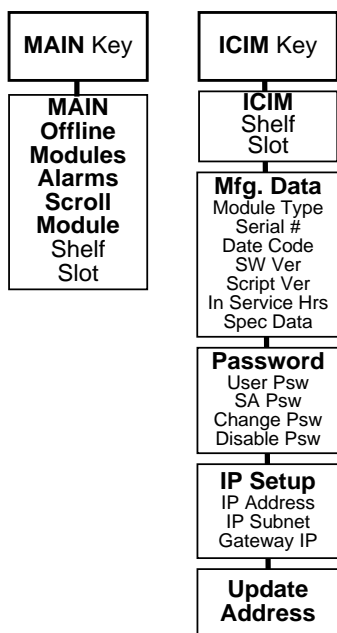 MAIN Key
MAIN
Offline
Modules
Alarms
Scroll
Module
Shelf
Slot
ICIM Key
ICIM
Shelf
Slot
Mfg. Data
Module Type
Serial #
Date Code
SW Ver
Script Ver
In Service Hrs
Spec Data
Password
User Psw
SA Psw
Change Psw
Disable Psw
IP Setup
IP Address
IP Subnet
Gateway IP
Update
Address